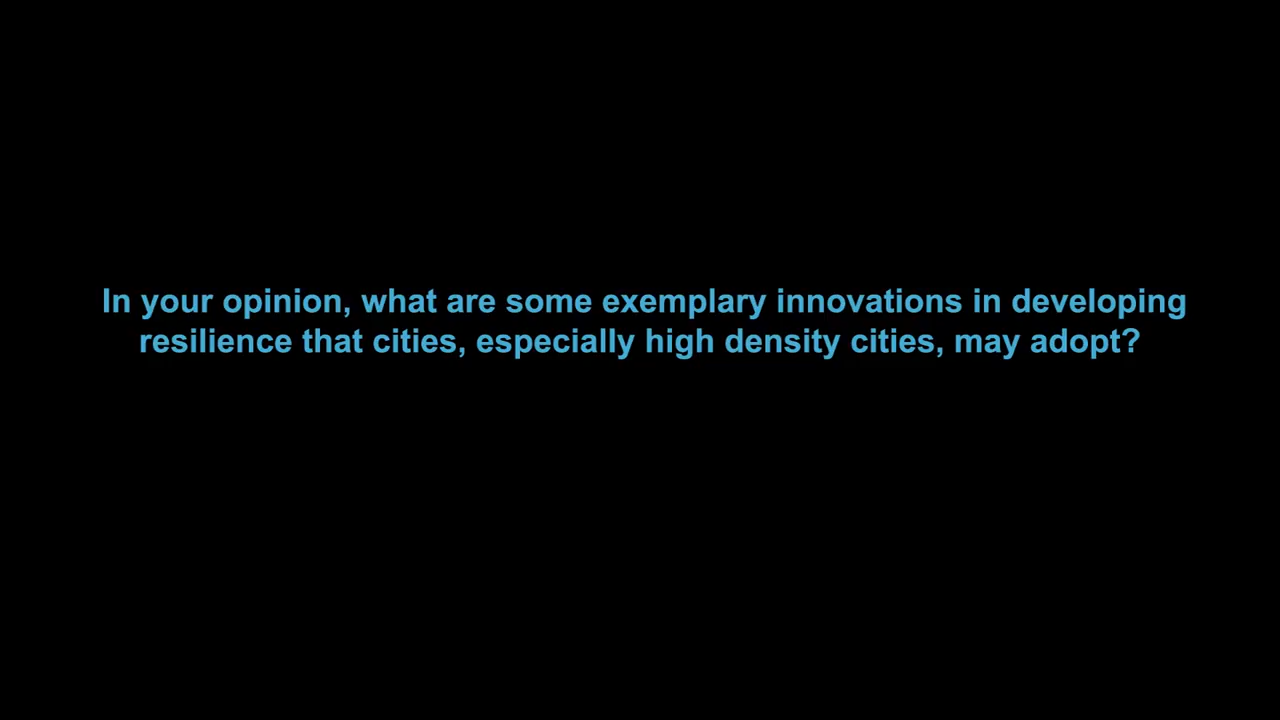 In your opinion, what are some exemplary innovations in developing
resilience that cities, especially high density cities, may adopt?